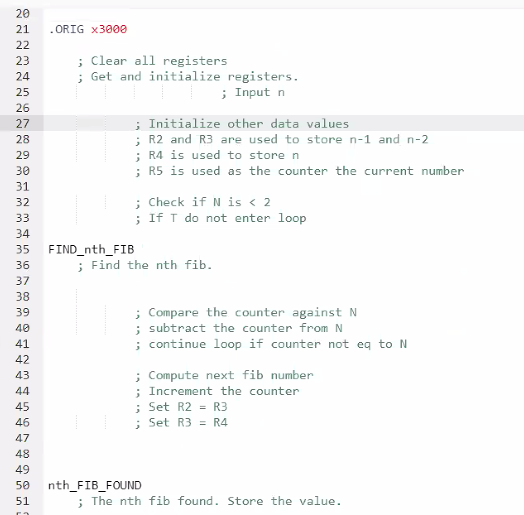 20
21 .ORIG x3000
22
23 ; Clear all registers
24 ; Get and initialize registers.
25 ; Input n
26
27 ; Initialize other data values
28 ; R2 and R3 are used to store n-1 and n-2
29 ; R4 is used to store n
30 ; R5 is used as the counter the current number
31
32 ; Check if N is < 2
33 ; If T do not enter loop
34
35 FIND_nth_FIB
36 ; Find the nth fib.
37
38
39 ; Compare the counter against N
40 ; subtract the counter from N
41 ; continue loop if counter not eq to N
42
43 ; Compute next fib number
44 ; Increment the counter
45 ; Set R2 = R3
46 ; Set R3 = R4
47
48
49
50 nth_FIB_FOUND
51 ; The nth fib found. Store the value.